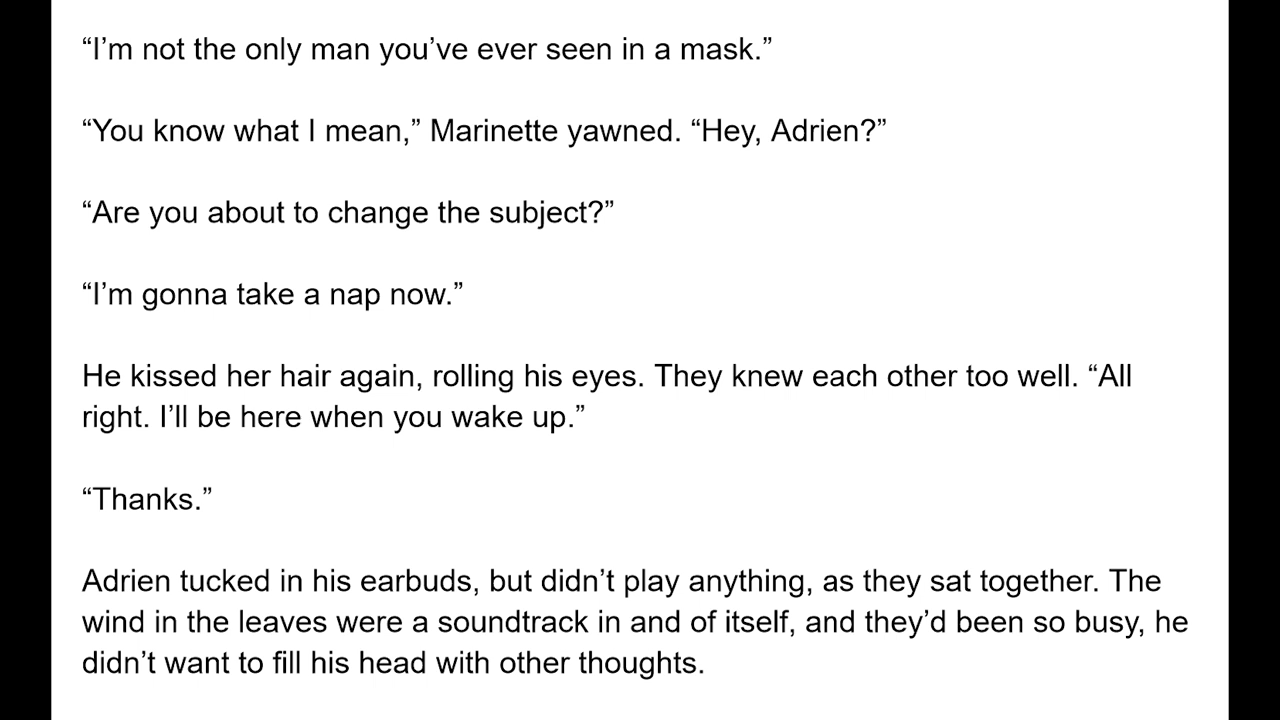 “I’m not the only man you’ve ever seen in a mask.”
“You know what I mean,” Marinette yawned. “Hey, Adrien?”
“Are you about to change the subject?”
“I’m gonna take a nap now.”
He kissed her hair again, rolling his eyes. They knew each other too well. “All
right. I’ll be here when you wake up.”
“Thanks.”
Adrien tucked in his earbuds, but didn’t play anything, as they sat together. The
wind in the leaves were a soundtrack in and of itself, and they’d been so busy, he
didn’t want to fill his head with other thoughts.